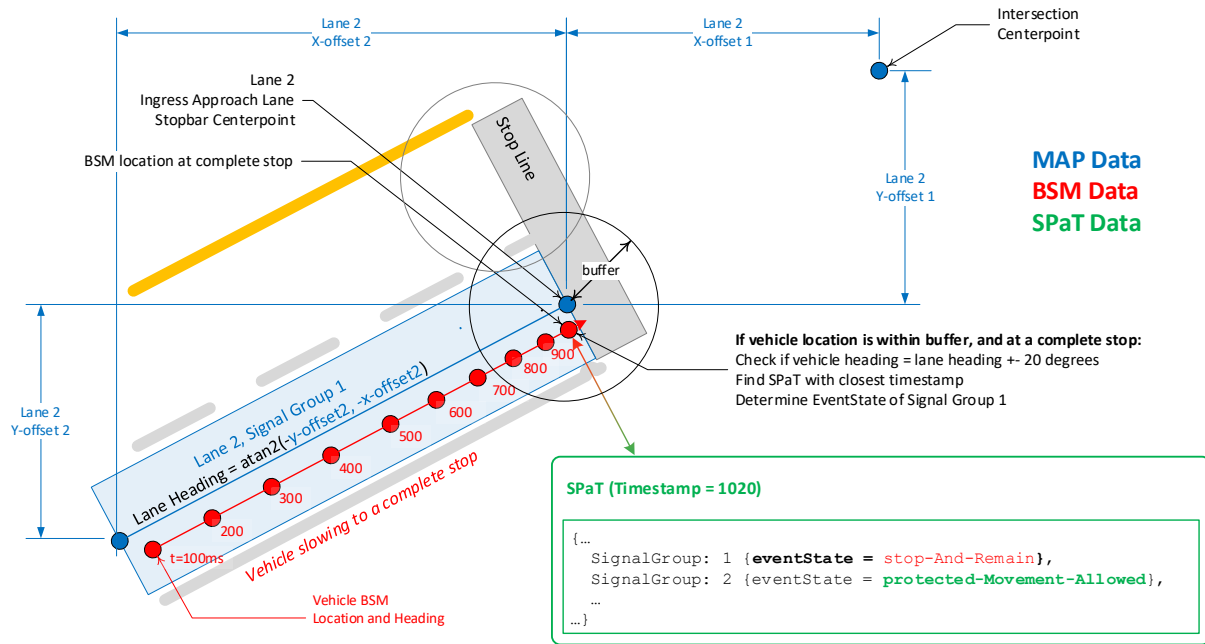 Lane 2
X-offset 2
Lane 2
X-offset 1
Intersection
Centerpoint
Lane 2
Ingress Approach Lane
Stopbar Centerpoint
BSM location at complete stop
Stop Line
MAP Data
BSM Data
SPaT Data
Lane 2
Y-offset 1
buffer
If vehicle location is within buffer, and at a complete stop:
Check if vehicle heading = lane heading +- 20 degrees
Find SPaT with closest timestamp
Determine EventState of Signal Group 1
Lane 2
Y-offset 2
Lane 2, Signal Group 1
Lane Heading = atan2(-y-offset2, -x-offset2)
t=100ms
200
300
400
500
600
700
800
900
Vehicle slowing to a complete stop
Vehicle BSM
Location and Heading
SPaT (Timestamp = 1020)
{…
SignalGroup: 1 {eventState = stop-And-Remain},
SignalGroup: 2 {eventState = protected-Movement-Allowed},
…
…}